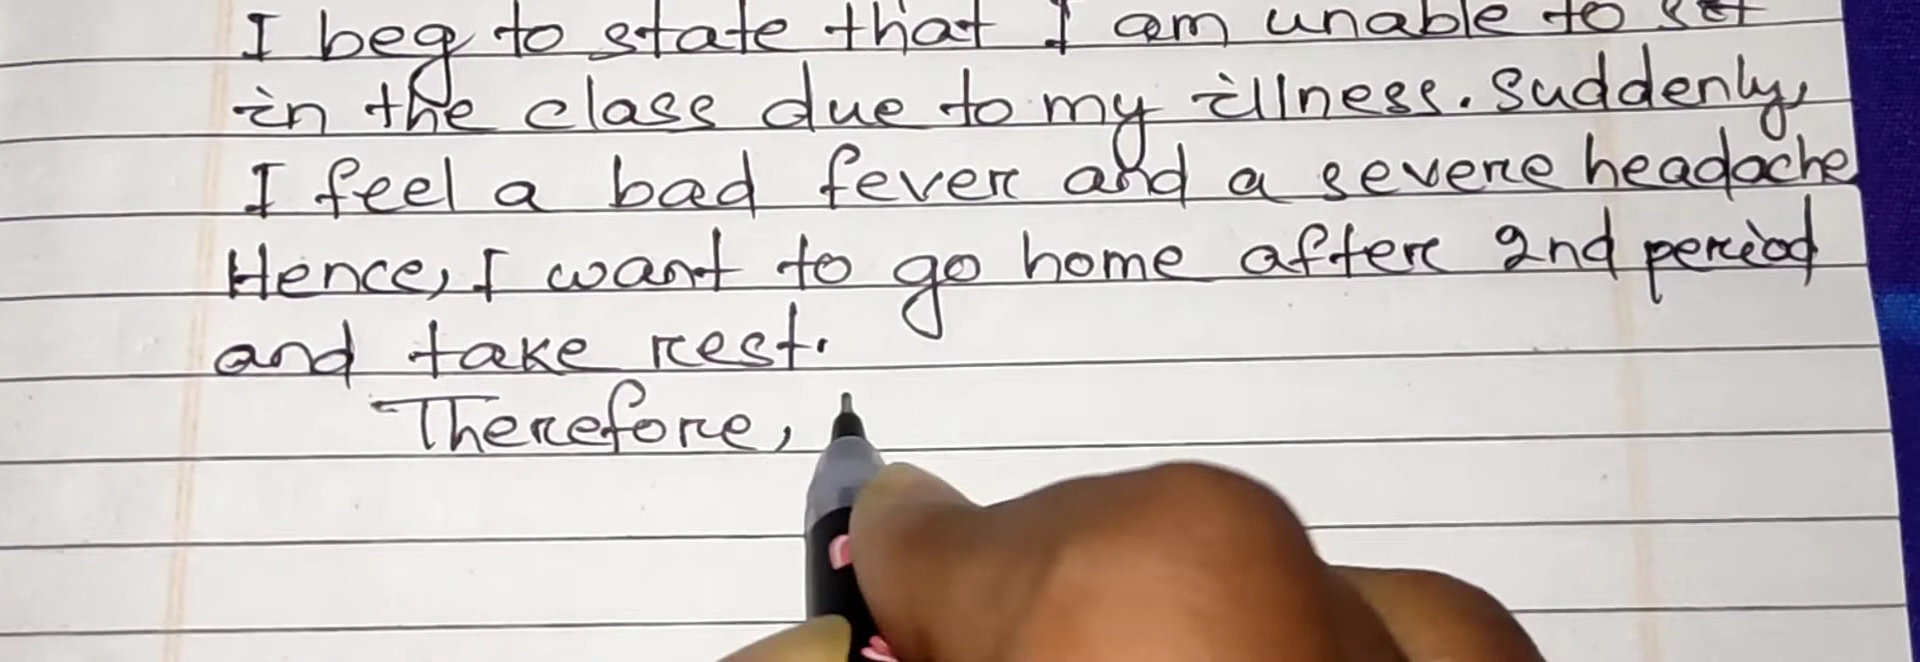 I beg to state that I am unable to set
in the class due to my illness. Suddenly,
I feel a bad fever and a severe headache
Hence, I want to go home after 2nd period
and take rest.
Therefore,